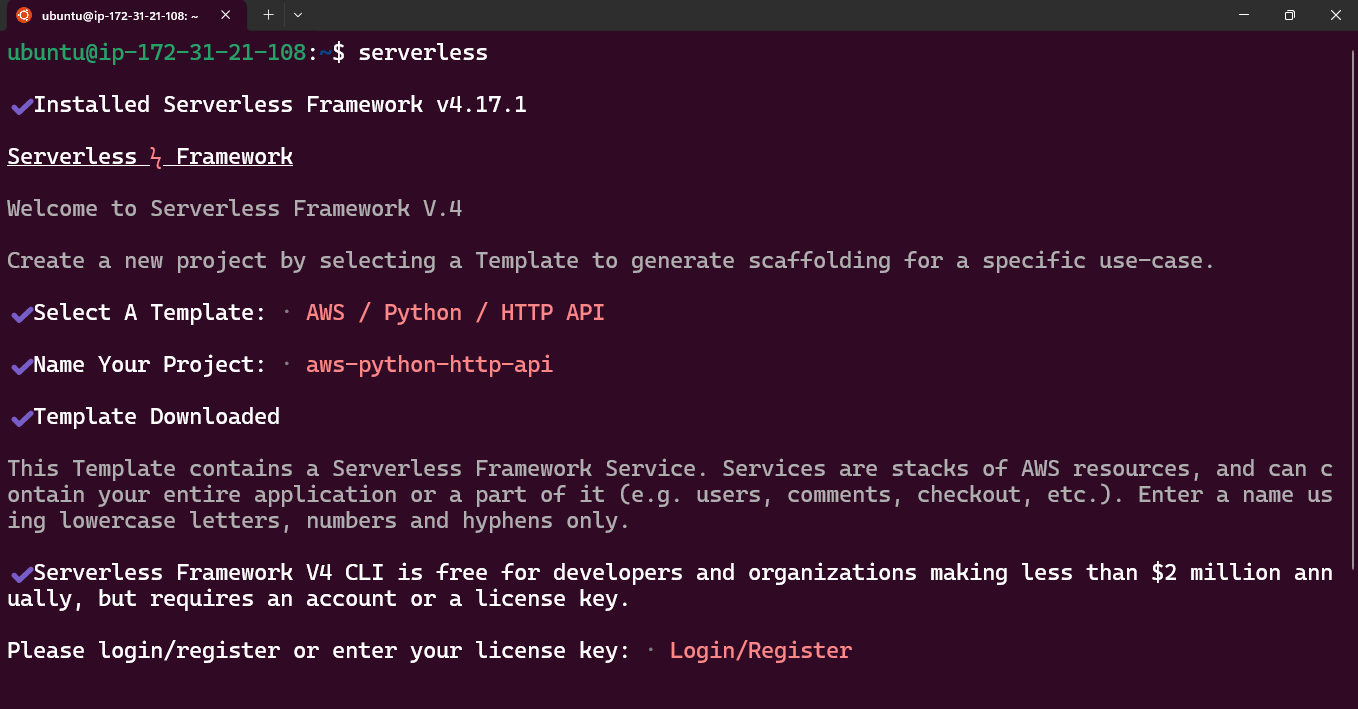 ubuntu@ip-172-31-21-108: ~
ubuntu@ip-172-31-21-108:~$ serverless
✔Installed Serverless Framework v4.17.1
Serverless ϟ Framework
Welcome to Serverless Framework V.4
Create a new project by selecting a Template to generate scaffolding for a specific use-case.
✔Select A Template: · AWS / Python / HTTP API
✔Name Your Project: · aws-python-http-api
✔Template Downloaded
This Template contains a Serverless Framework Service. Services are stacks of AWS resources, and can c
ontain your entire application or a part of it (e.g. users, comments, checkout, etc.). Enter a name us
ing lowercase letters, numbers and hyphens only.
✔Serverless Framework V4 CLI is free for developers and organizations making less than $2 million ann
ually, but requires an account or a license key.
Please login/register or enter your license key: · Login/Register